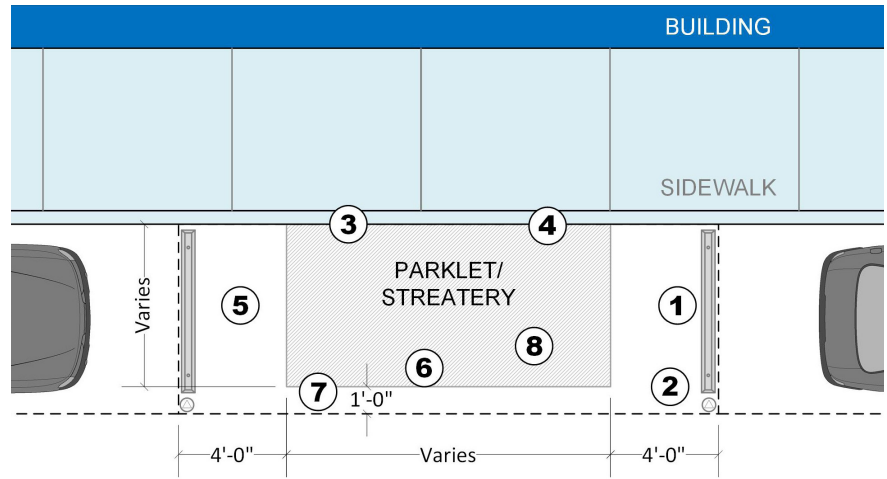 BUILDING
SIDEWALK
3
4
PARKLET/
STREATERY
Varies
5
1
8
6
7
2
1'-0"
4'-0"
Varies
4'-0"